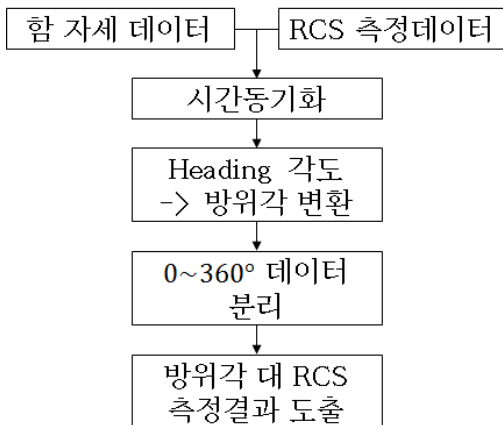 함 자세 데이터
RCS 측정데이터
시간동기화
Heading 각도
-> 방위각 변환
0~360° 데이터
분리
방위각 대 RCS
측정결과 도출